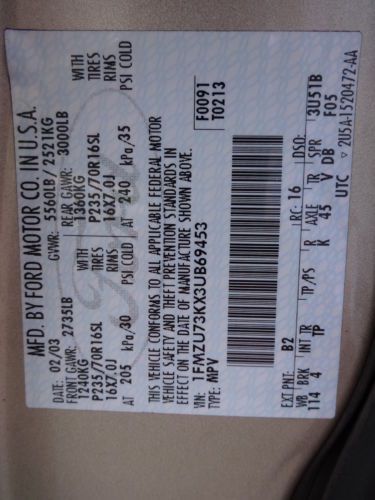 MFD. BY FORD MOTOR CO. IN U.S.A.
DATE: 02/03 GVWR: 5560LB/2521KG
FRONT GAWR: 2735LB REAR GAWR: 3000LB
1240KG WITH 1360KG WITH
P235/70R16SL TIRES P235/70R16SL TIRES
16X7.0J RIMS 16X7.0J RIMS
AT 205 kPa/30 PSI COLD AT 240 kPa/35 PSI COLD
THIS VEHICLE CONFORMS TO ALL APPLICABLE FEDERAL MOTOR
VEHICLE SAFETY AND THEFT PREVENTION STANDARDS IN
EFFECT ON THE DATE OF MANUFACTURE SHOWN ABOVE.
VIN: 1FMZU73KX3UB69453 F0091
TYPE: MPV T0213
EXT PNT: B2 RC: 16 DSO: 3U51B
WB BRK INT TR TP/PS R AXLE TR SPR F05
114 4 TP K 45 V DB
UTC 2U5A-1520472-AA
Ford